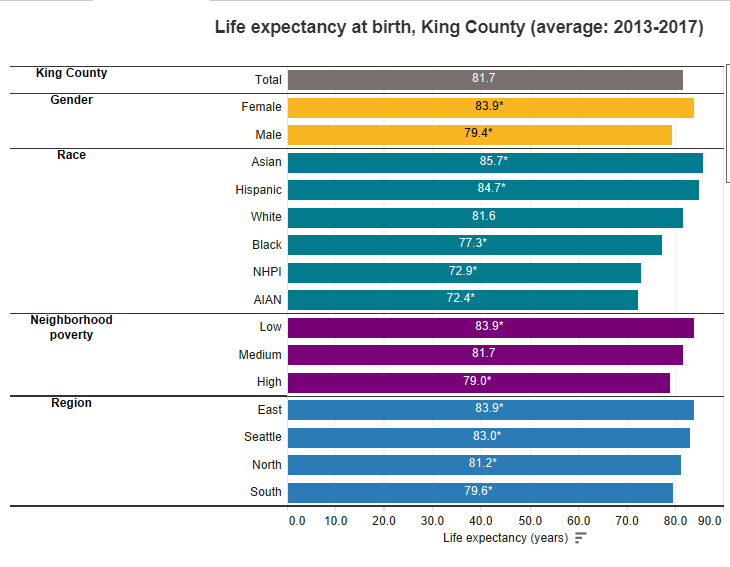 Life expectancy at birth, King County (average: 2013-2017)
King County
Total 81.7
Gender
Female 83.9*
Male 79.4*
Race
Asian 85.7*
Hispanic 84.7*
White 81.6
Black 77.3*
NHPI 72.9*
AIAN 72.4*
Neighborhood
poverty
Low 83.9*
Medium 81.7
High 79.0*
Region
East 83.9*
Seattle 83.0*
North 81.2*
South 79.6*
0.0 10.0 20.0 30.0 40.0 50.0 60.0 70.0 80.0 90.0
Life expectancy (years)